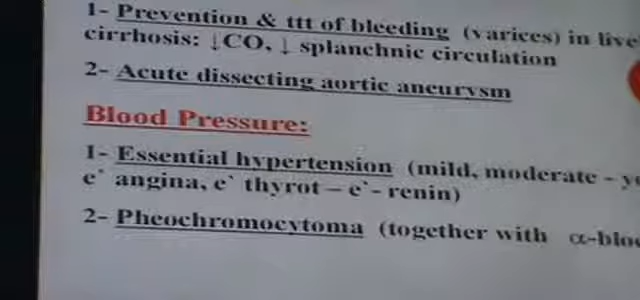 1- Prevention & ttt of bleeding (varices) in live
cirrhosis: ↓CO, ↓ splanchnic circulation
2- Acute dissecting aortic aneurysm
Blood Pressure:
1- Essential hypertension (mild, moderate - y
e` angina, e` thyrot – e`- renin)
2- Pheochromocytoma (together with α-bloc